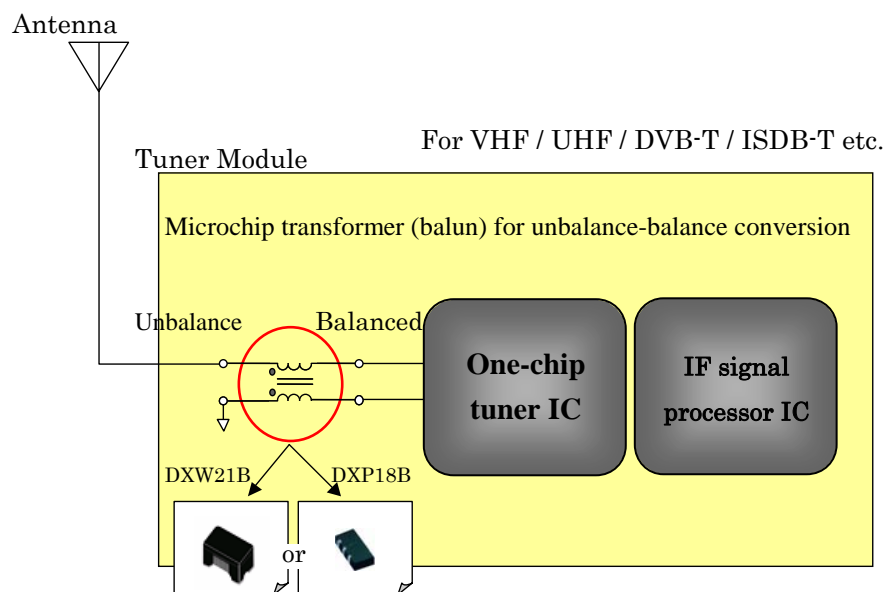 Antenna
For VHF / UHF / DVB-T / ISDB-T etc.
Tuner Module
Microchip transformer (balun) for unbalance-balance conversion
Unbalance
Balanced
One-chip
tuner IC
IF signal
processor IC
DXW21B
DXP18B
or